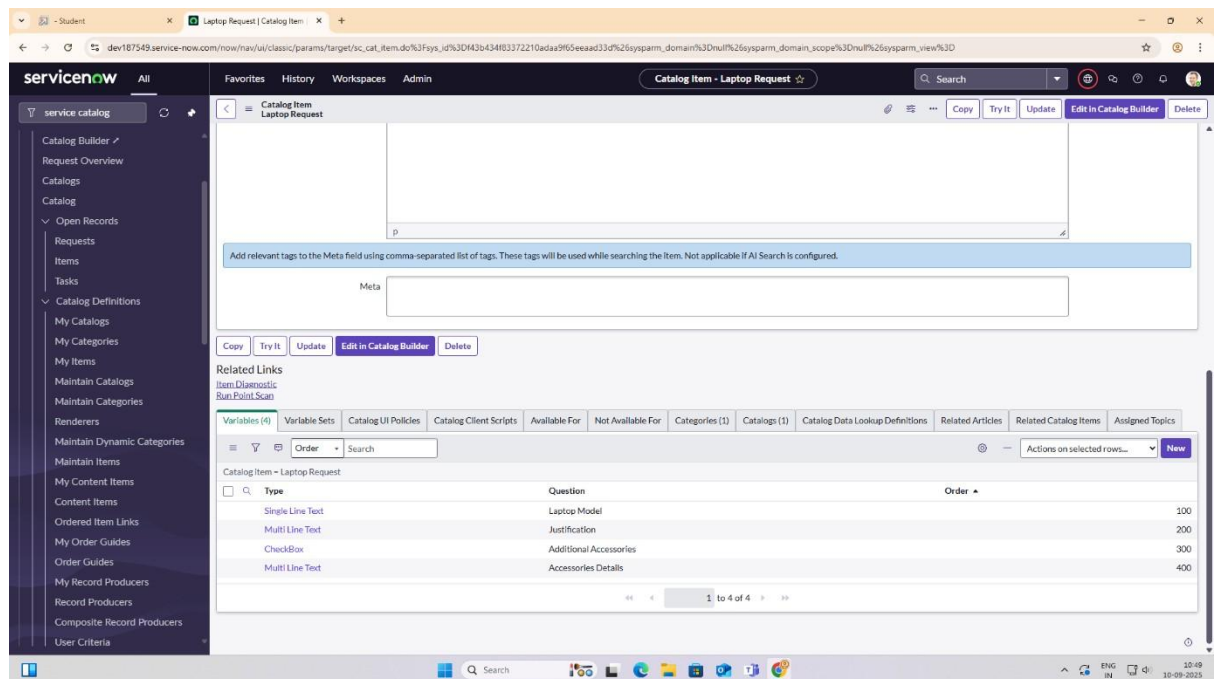 - Student
Laptop Request | Catalog Item
dev187549.service-now.com/now/nav/ui/classic/params/target/sc_cat_item.do%3Fsys_id%3Df43b434f83372210adaa9f65eeaad33d%26sysparm_domain%3Dnull%26sysparm_domain_scope%3Dnull%26sysparm_view%3D
servicenow All Favorites History Workspaces Admin Catalog Item - Laptop Request Search
service catalog
Catalog Item
Laptop Request
Copy Try It Update Edit in Catalog Builder Delete
Catalog Builder
Request Overview
Catalogs
Catalog
Open Records
Requests
Items
Tasks
Catalog Definitions
My Catalogs
My Categories
My Items
Maintain Catalogs
Maintain Categories
Renderers
Maintain Dynamic Categories
Maintain Items
My Content Items
Content Items
Ordered Item Links
My Order Guides
Order Guides
My Record Producers
Record Producers
Composite Record Producers
User Criteria
p
Add relevant tags to the Meta field using comma-separated list of tags. These tags will be used while searching the item. Not applicable if AI Search is configured.
Meta
Copy Try It Update Edit in Catalog Builder Delete
Related Links
Item Diagnostic
Run Point Scan
Variables (4) Variable Sets Catalog UI Policies Catalog Client Scripts Available For Not Available For Categories (1) Catalogs (1) Catalog Data Lookup Definitions Related Articles Related Catalog Items Assigned Topics
Order Search Actions on selected rows... New
Catalog item = Laptop Request
Type Question Order
Single Line Text Laptop Model 100
Multi Line Text Justification 200
CheckBox Additional Accessories 300
Multi Line Text Accessories Details 400
1 to 4 of 4
Search
ENG
IN
10:49
10-09-2025